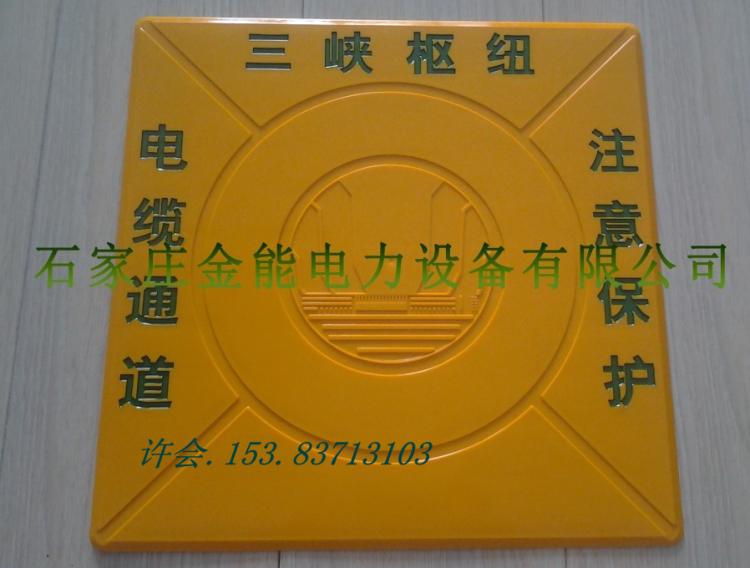 三峡枢纽
电缆通道
注意保护
石家庄金能电力设备有限公司
许会.153.83713103